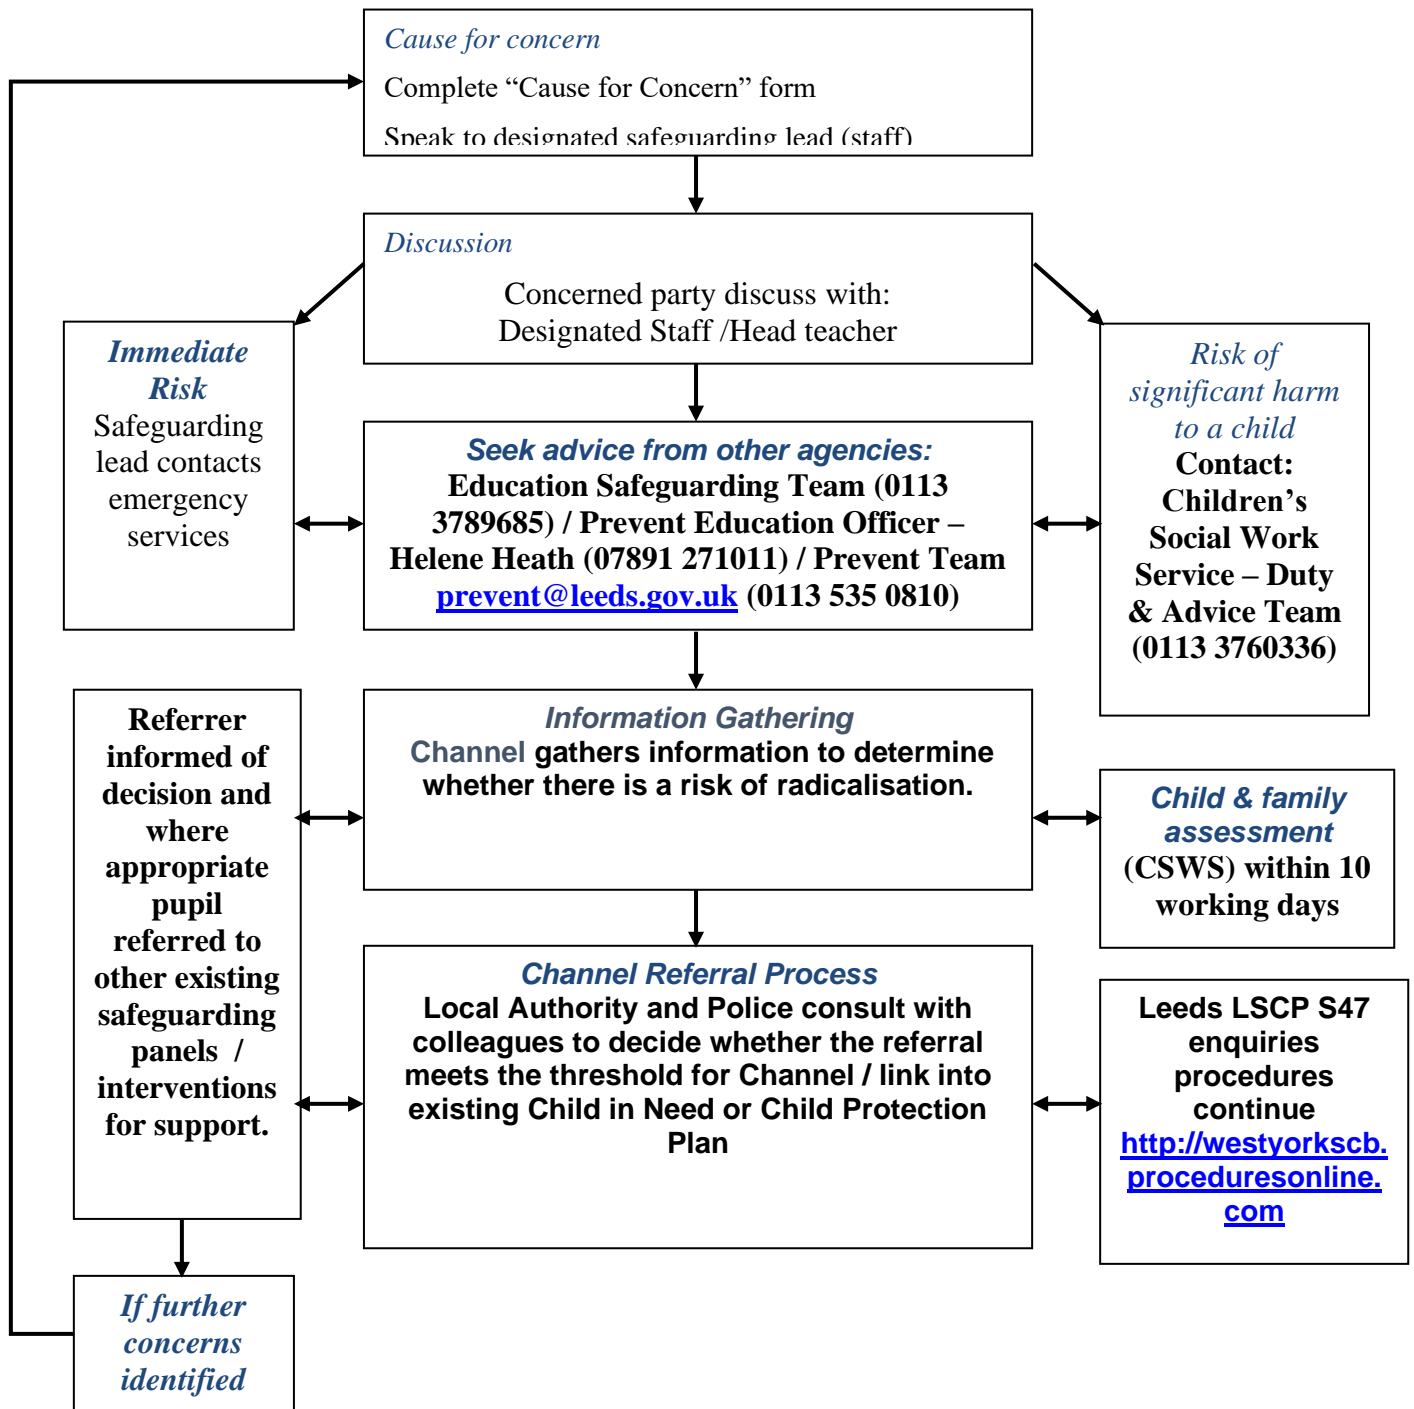 Cause for concern
Complete “Cause for Concern” form
Speak to designated safeguarding lead (staff)
Discussion
Concerned party discuss with:
Designated Staff /Head teacher
Immediate
Risk
Safeguarding
lead contacts
emergency
services
Seek advice from other agencies:
Education Safeguarding Team (0113
3789685) / Prevent Education Officer –
Helene Heath (07891 271011) / Prevent Team
prevent@leeds.gov.uk (0113 535 0810)
Risk of
significant harm
to a child
Contact:
Children’s
Social Work
Service – Duty
& Advice Team
(0113 3760336)
Referrer
informed of
decision and
where
appropriate
pupil
referred to
other existing
safeguarding
panels /
interventions
for support.
Information Gathering
Channel gathers information to determine
whether there is a risk of radicalisation.
Child & family
assessment
(CSWS) within 10
working days
Channel Referral Process
Local Authority and Police consult with
colleagues to decide whether the referral
meets the threshold for Channel / link into
existing Child in Need or Child Protection
Plan
Leeds LSCP S47
enquiries
procedures
continue
http://westyorkscb.
proceduresonline.
com
If further
concerns
identified